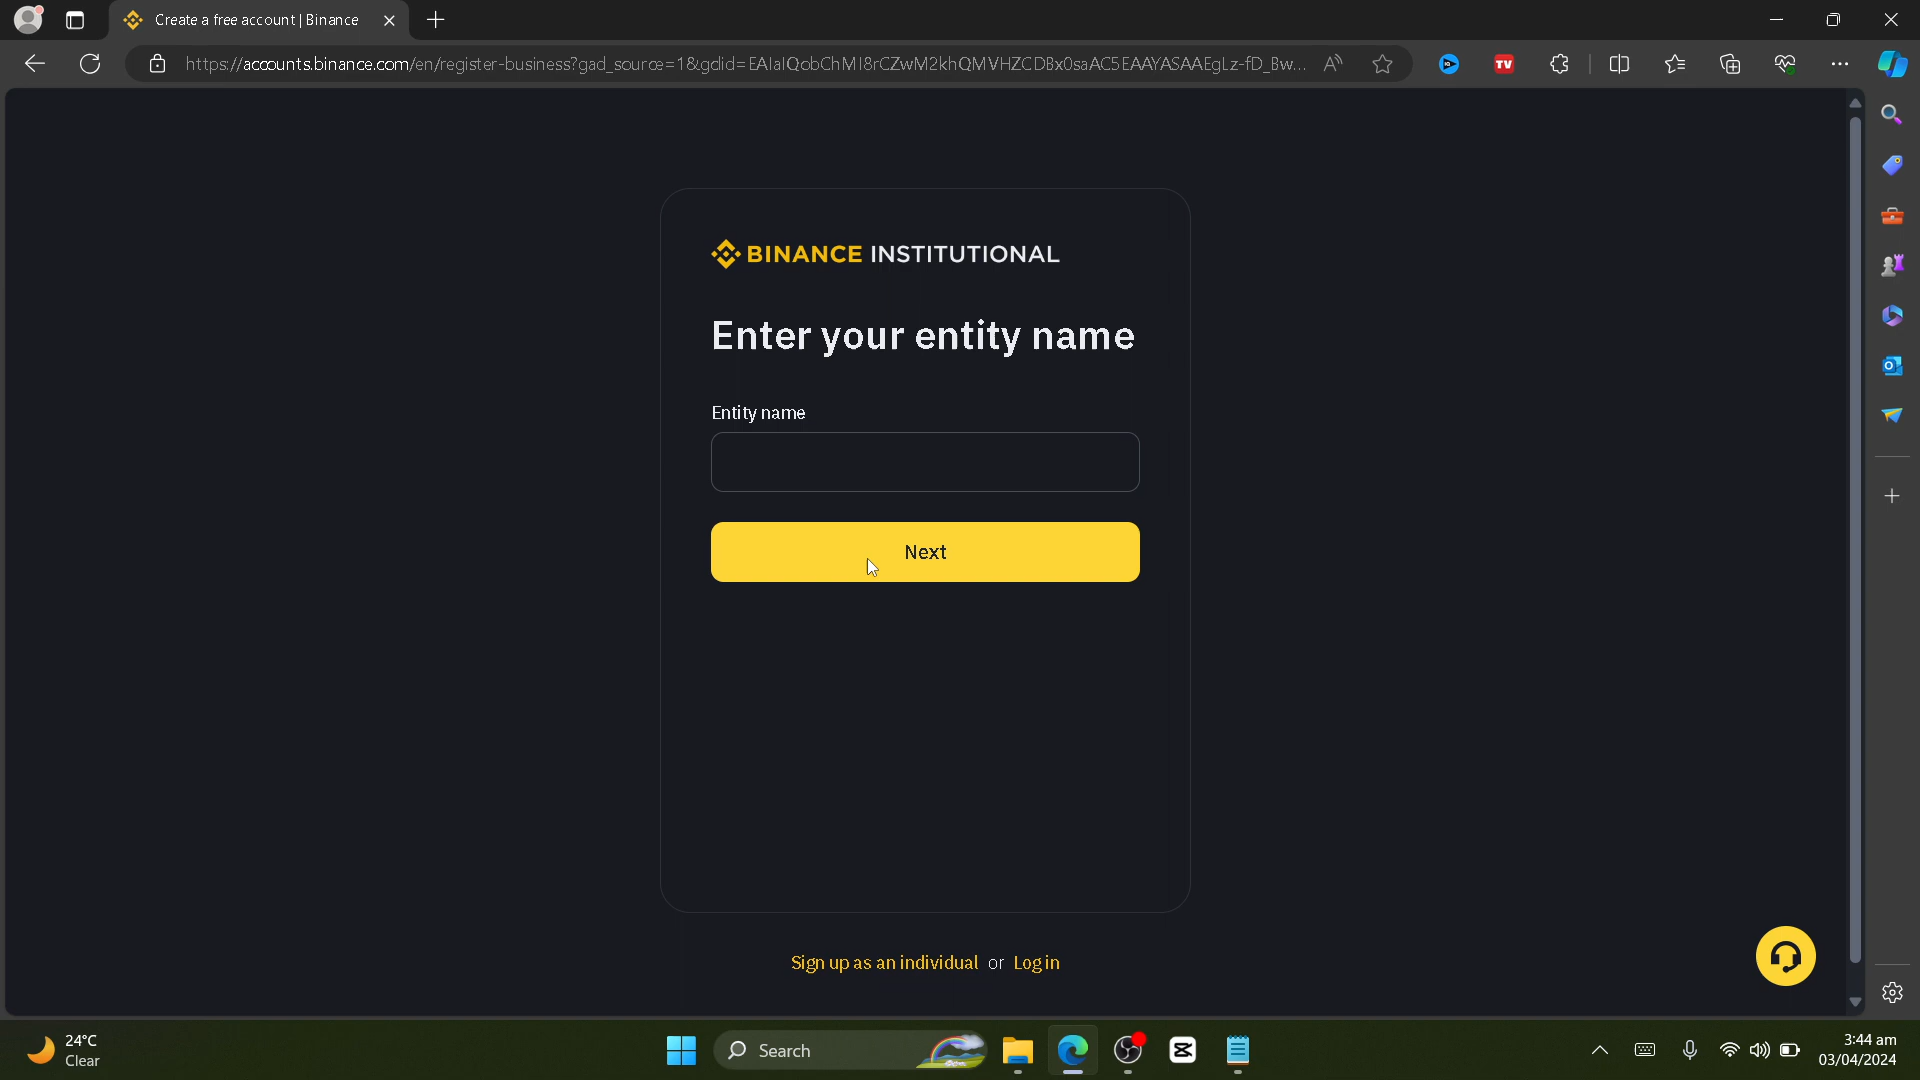 Create a free account | Binance
https://accounts.binance.com/en/register-business?gad_source=1&gclid=EAIaIQobChMI8rCZwM2khQMVHZCDBx0saAC5EAAYASAAEgLz-fD_Bw...
TV
BINANCE INSTITUTIONAL
Enter your entity name
Entity name
Next
Sign up as an individual or Log in
24°C
Clear
Search
3:44 am
03/04/2024